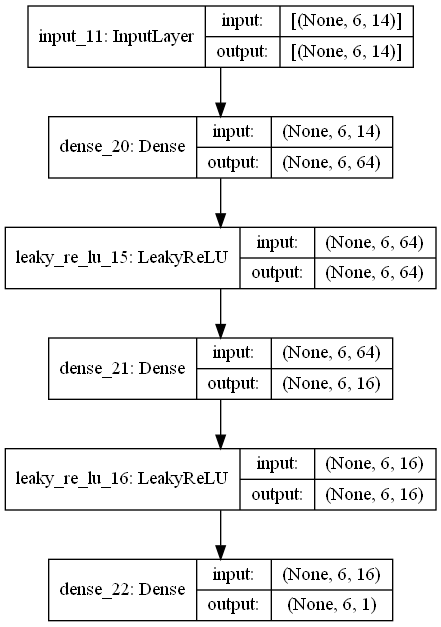 input_11: InputLayer
input:
[(None, 6, 14)]
output:
[(None, 6, 14)]
dense_20: Dense
input:
(None, 6, 14)
output:
(None, 6, 64)
leaky_re_lu_15: LeakyReLU
input:
(None, 6, 64)
output:
(None, 6, 64)
dense_21: Dense
input:
(None, 6, 64)
output:
(None, 6, 16)
leaky_re_lu_16: LeakyReLU
input:
(None, 6, 16)
output:
(None, 6, 16)
dense_22: Dense
input:
(None, 6, 16)
output:
(None, 6, 1)